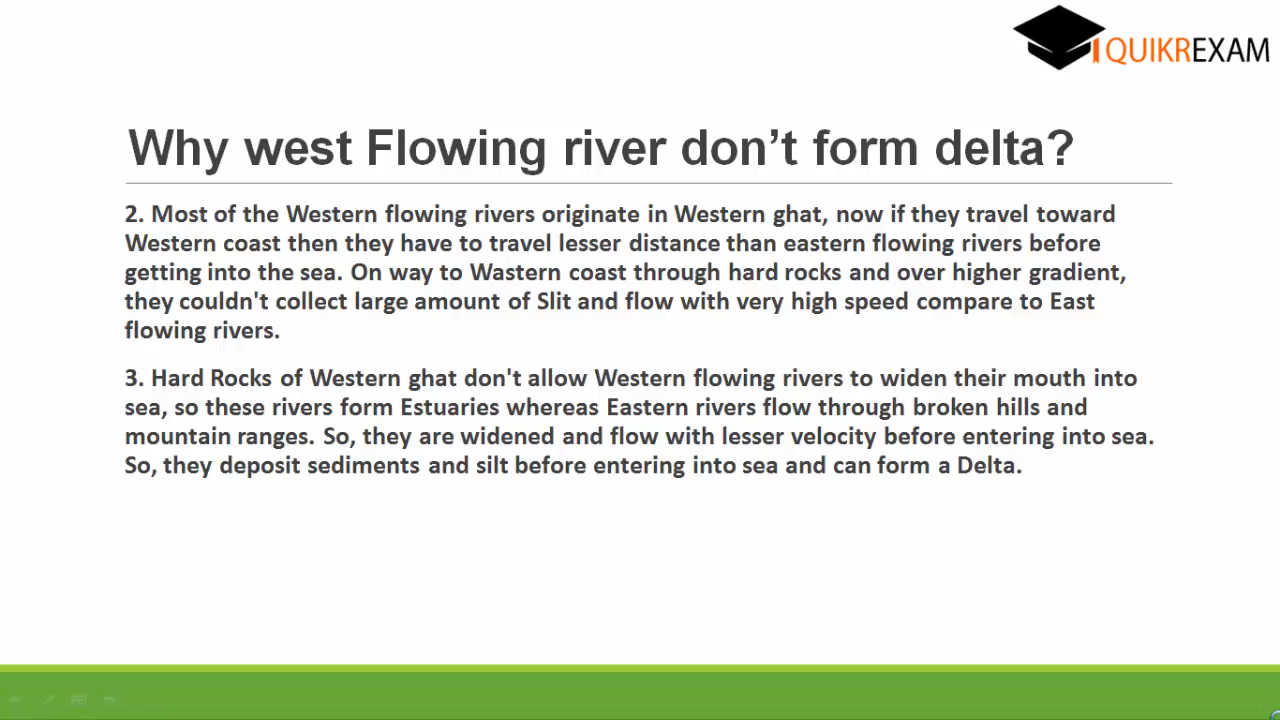 QUIKREXAM
Why west Flowing river don’t form delta?
2. Most of the Western flowing rivers originate in Western ghat, now if they travel toward
Western coast then they have to travel lesser distance than eastern flowing rivers before
getting into the sea. On way to Wastern coast through hard rocks and over higher gradient,
they couldn't collect large amount of Slit and flow with very high speed compare to East
flowing rivers.
3. Hard Rocks of Western ghat don't allow Western flowing rivers to widen their mouth into
sea, so these rivers form Estuaries whereas Eastern rivers flow through broken hills and
mountain ranges. So, they are widened and flow with lesser velocity before entering into sea.
So, they deposit sediments and silt before entering into sea and can form a Delta.